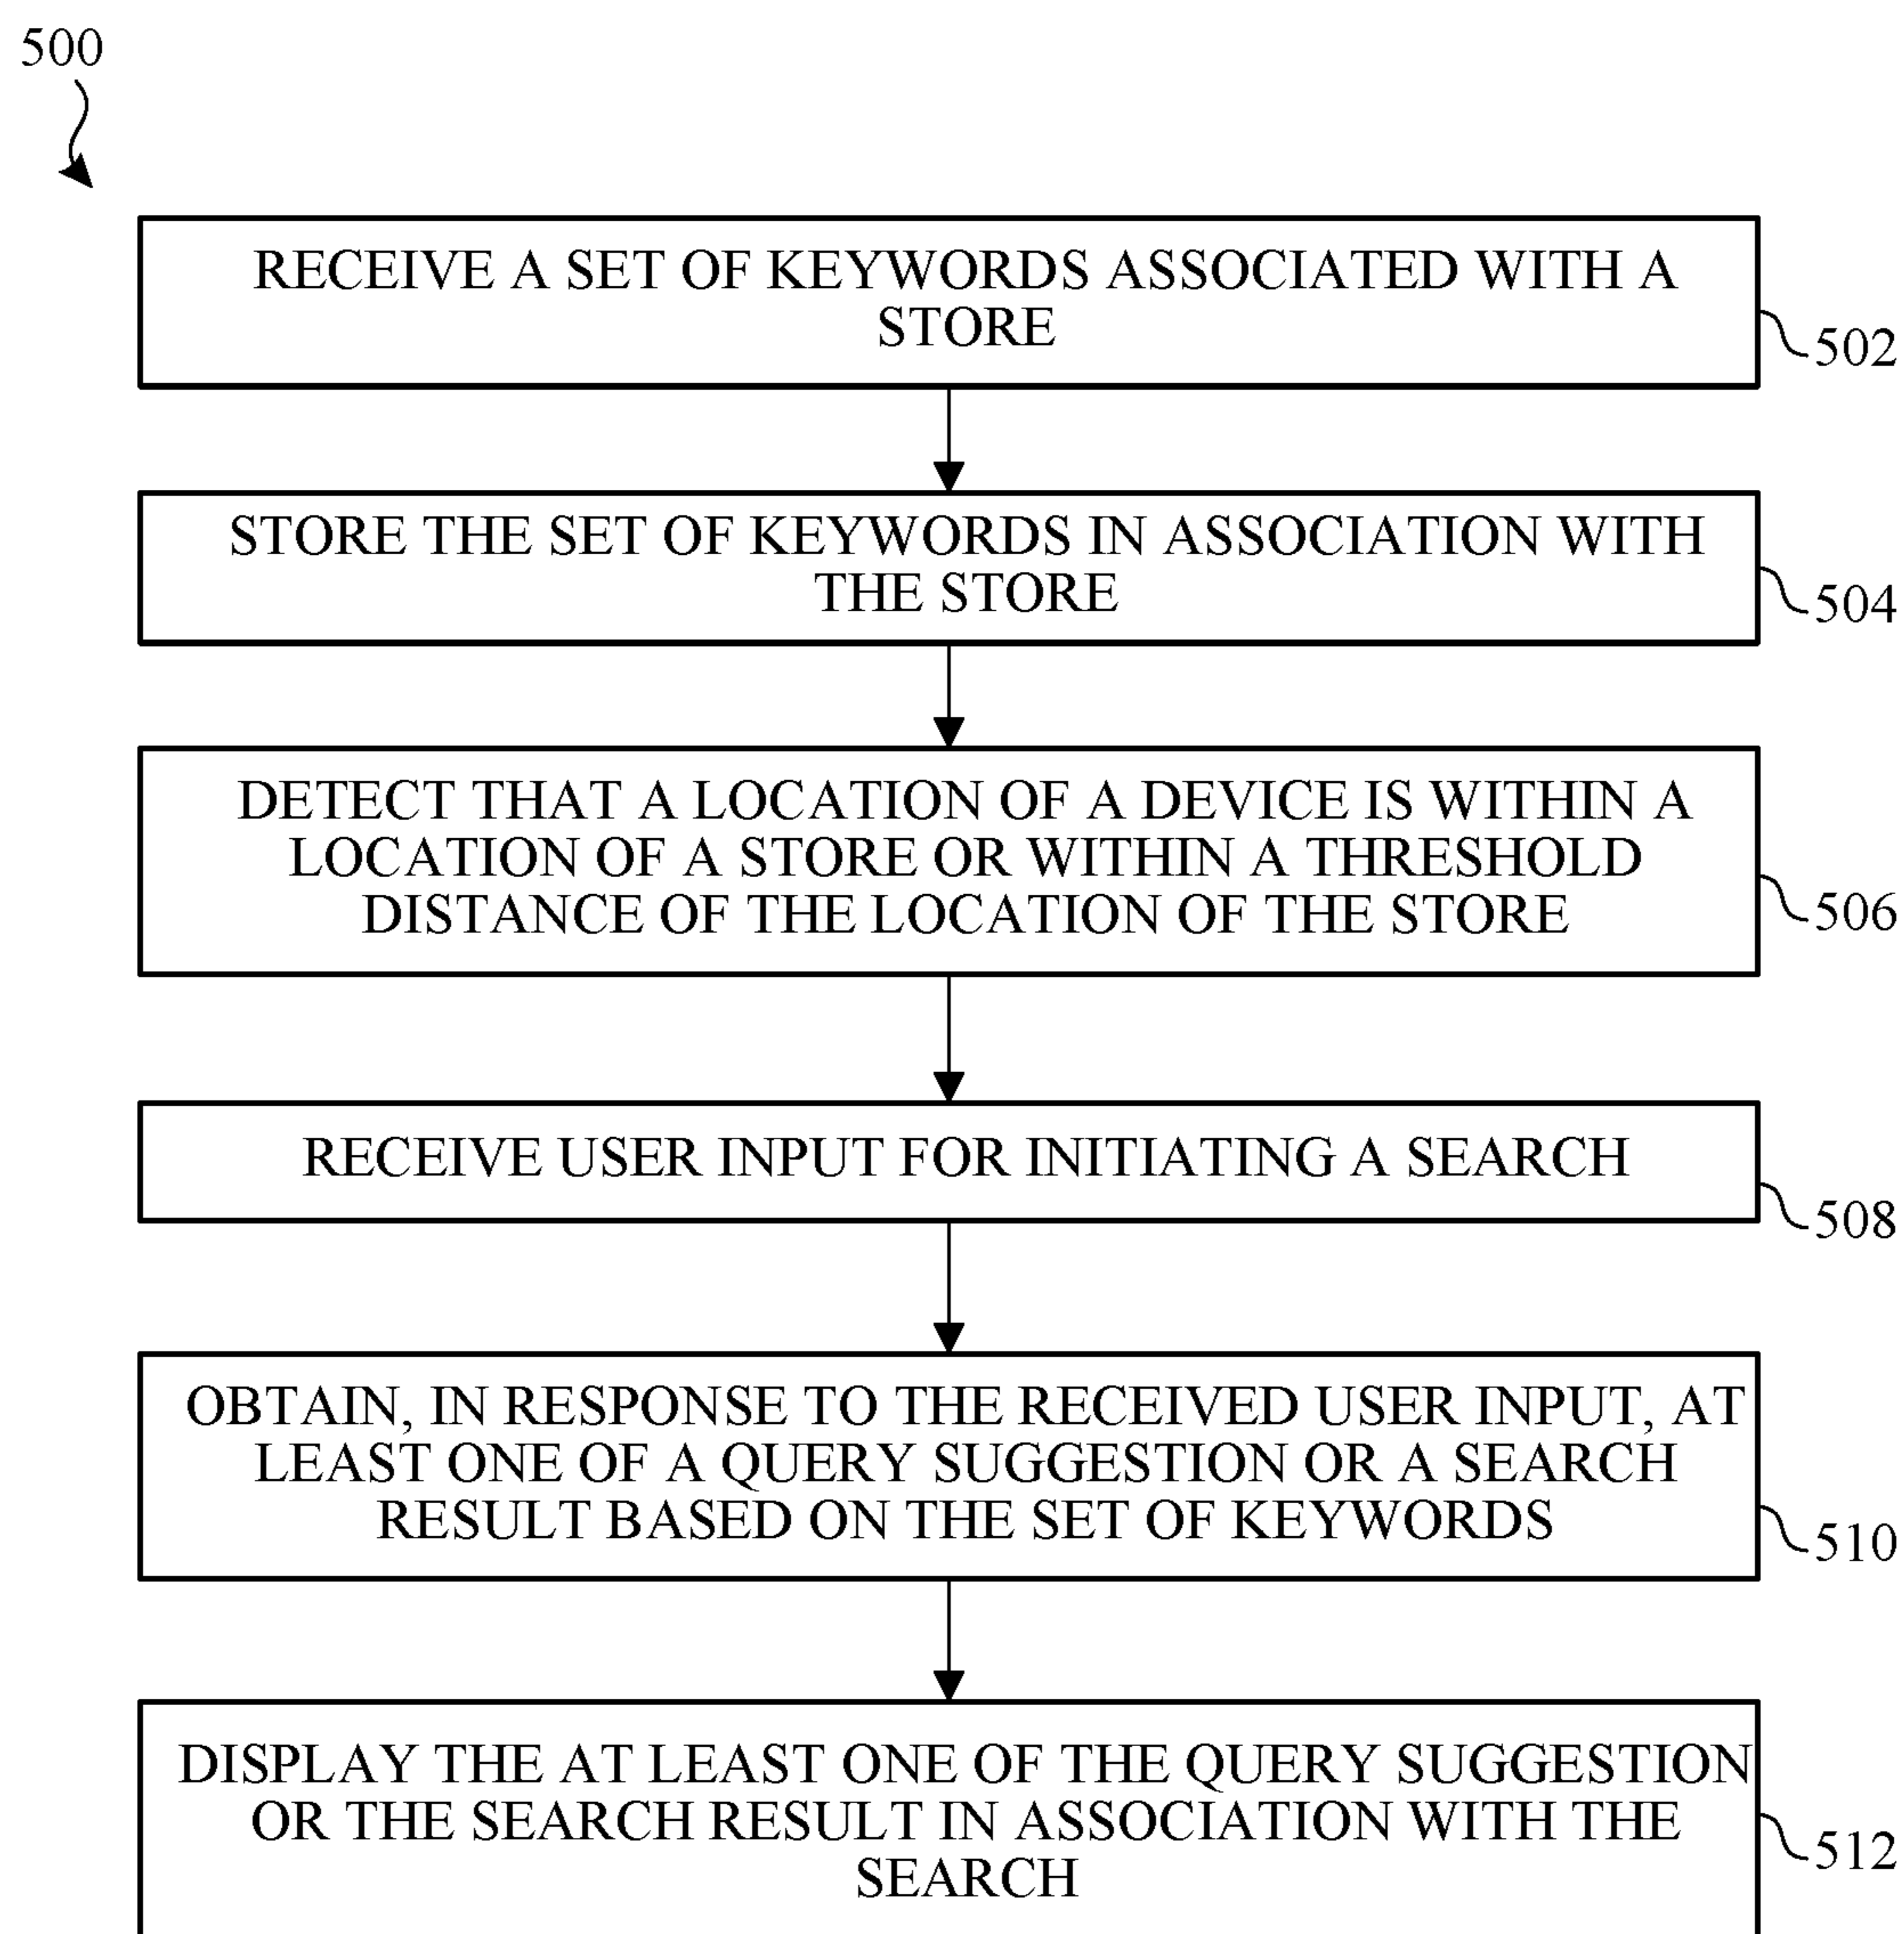 500
RECEIVE A SET OF KEYWORDS ASSOCIATED WITH A
STORE
502
STORE THE SET OF KEYWORDS IN ASSOCIATION WITH
THE STORE
504
DETECT THAT A LOCATION OF A DEVICE IS WITHIN A
LOCATION OF A STORE OR WITHIN A THRESHOLD
DISTANCE OF THE LOCATION OF THE STORE
506
RECEIVE USER INPUT FOR INITIATING A SEARCH
508
OBTAIN, IN RESPONSE TO THE RECEIVED USER INPUT, AT
LEAST ONE OF A QUERY SUGGESTION OR A SEARCH
RESULT BASED ON THE SET OF KEYWORDS
510
DISPLAY THE AT LEAST ONE OF THE QUERY SUGGESTION
OR THE SEARCH RESULT IN ASSOCIATION WITH THE
SEARCH
512